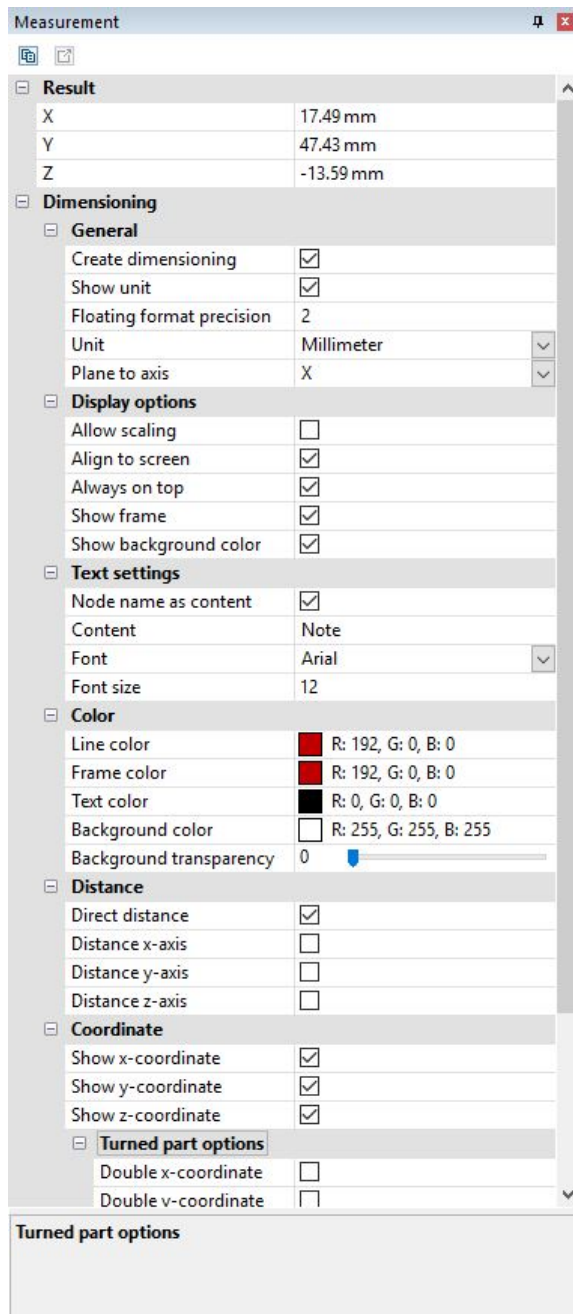 Measurement
Result
X 17.49 mm
Y 47.43 mm
Z -13.59 mm
Dimensioning
General
Create dimensioning
Show unit
Floating format precision 2
Unit Millimeter
Plane to axis X
Display options
Allow scaling
Align to screen
Always on top
Show frame
Show background color
Text settings
Node name as content
Content Note
Font Arial
Font size 12
Color
Line color R: 192, G: 0, B: 0
Frame color R: 192, G: 0, B: 0
Text color R: 0, G: 0, B: 0
Background color R: 255, G: 255, B: 255
Background transparency 0
Distance
Direct distance
Distance x-axis
Distance y-axis
Distance z-axis
Coordinate
Show x-coordinate
Show y-coordinate
Show z-coordinate
Turned part options
Double x-coordinate
Double y-coordinate
Turned part options